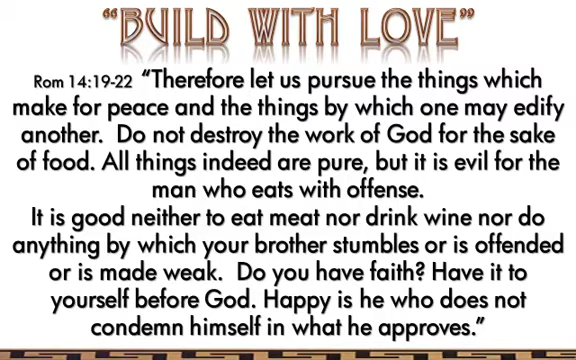 “BUILD WITH LOVE”
Rom 14:19-22 “Therefore let us pursue the things which
make for peace and the things by which one may edify
another. Do not destroy the work of God for the sake
of food. All things indeed are pure, but it is evil for the
man who eats with offense.
It is good neither to eat meat nor drink wine nor do
anything by which your brother stumbles or is offended
or is made weak. Do you have faith? Have it to
yourself before God. Happy is he who does not
condemn himself in what he approves.”